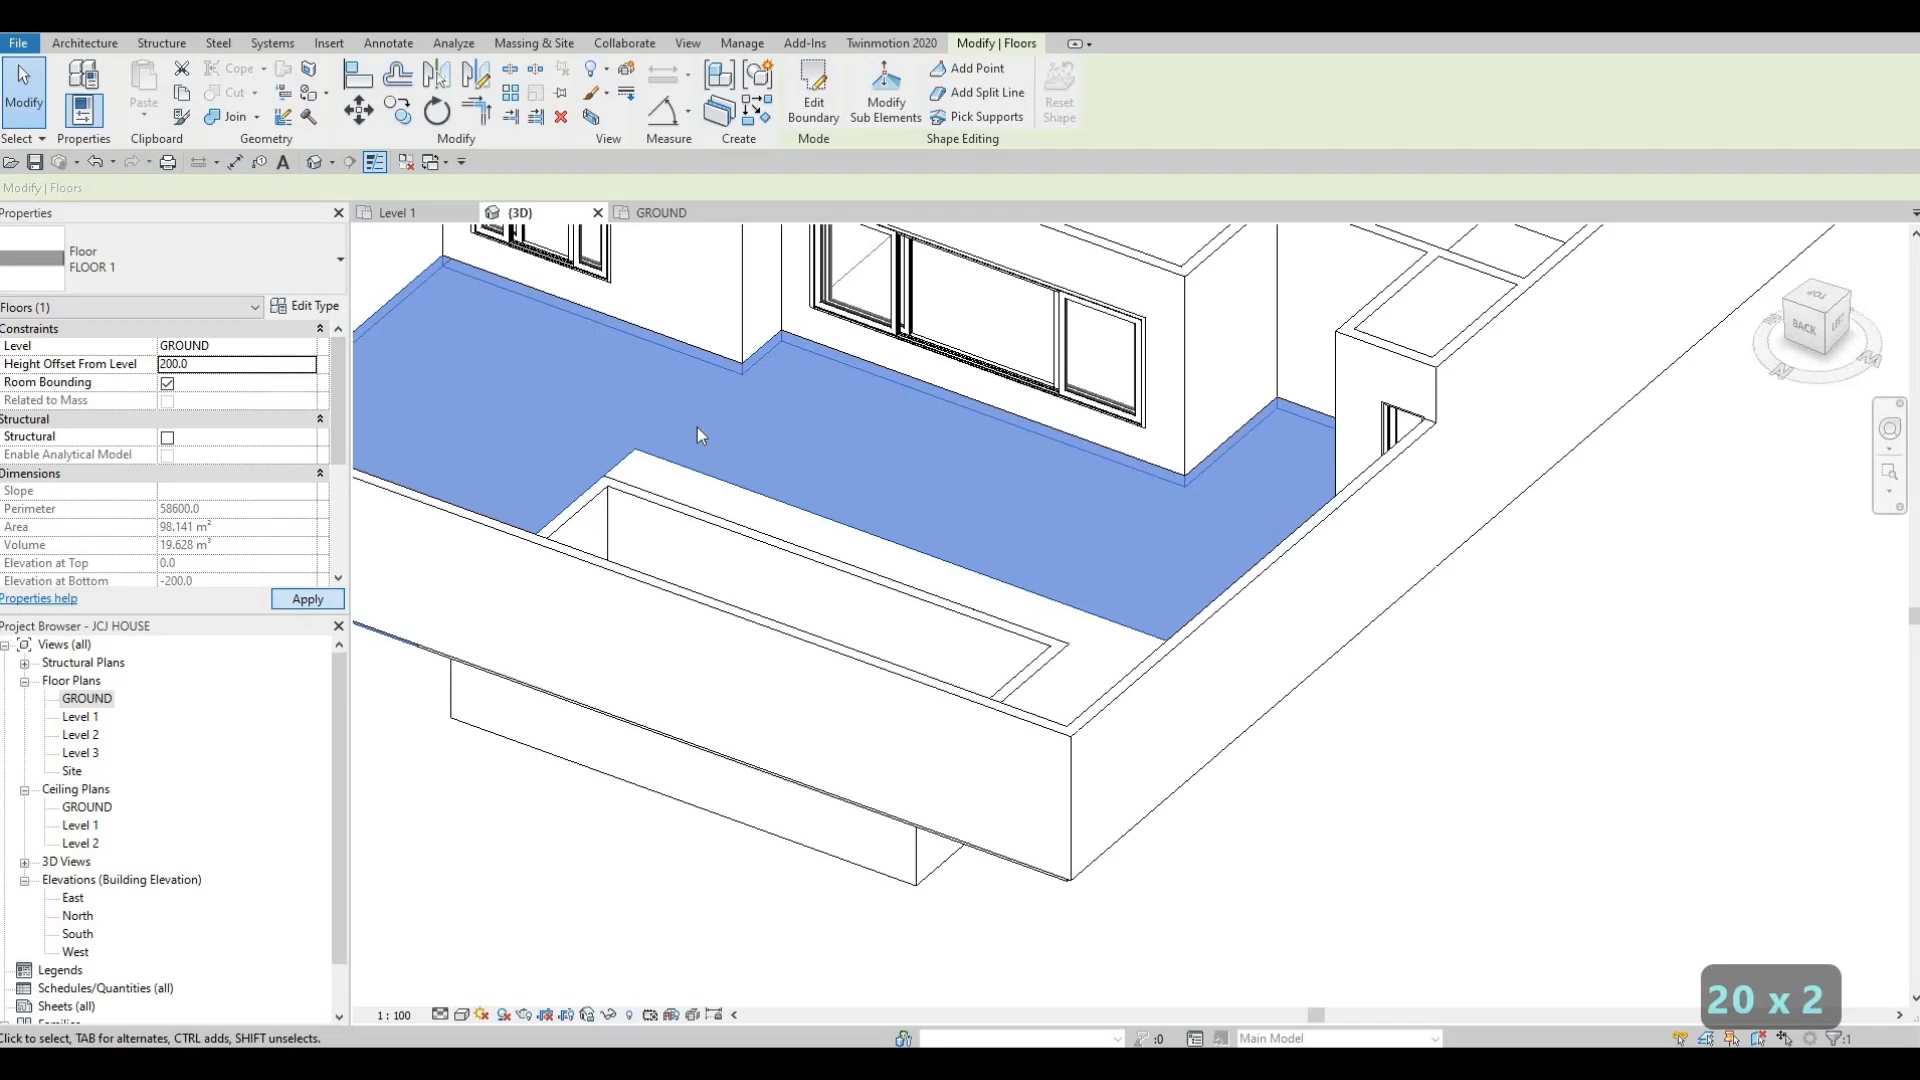 File Architecture Structure Steel Systems Insert Annotate Analyze Massing & Site Collaborate View Manage Add-Ins Twinmotion 2020 Modify | Floors
Modify
Select
Properties
Paste
Clipboard
Cope
Cut
Join
Geometry
Modify
View
Measure
Create
Edit
Boundary
Mode
Modify
Sub Elements
Add Point
Add Split Line
Pick Supports
Shape Editing
Reset
Shape
Modify | Floors
Properties
Level 1
(3D)
GROUND
Floor
FLOOR 1
Floors (1)
Edit Type
Constraints
Level GROUND
Height Offset From Level 200.0
Room Bounding
Related to Mass
Structural
Structural
Enable Analytical Model
Dimensions
Slope
Perimeter 58600.0
Area 98.141 m²
Volume 19.628 m³
Elevation at Top 0.0
Elevation at Bottom -200.0
Properties help
Apply
Project Browser - JCJ HOUSE
Views (all)
Structural Plans
Floor Plans
GROUND
Level 1
Level 2
Level 3
Site
Ceiling Plans
GROUND
Level 1
Level 2
3D Views
Elevations (Building Elevation)
East
North
South
West
Legends
Schedules/Quantities (all)
Sheets (all)
TOP
BACK
LEFT
20 x 2
1 : 100
Click to select, TAB for alternates, CTRL adds, SHIFT unselects.
:0
Main Model
:1